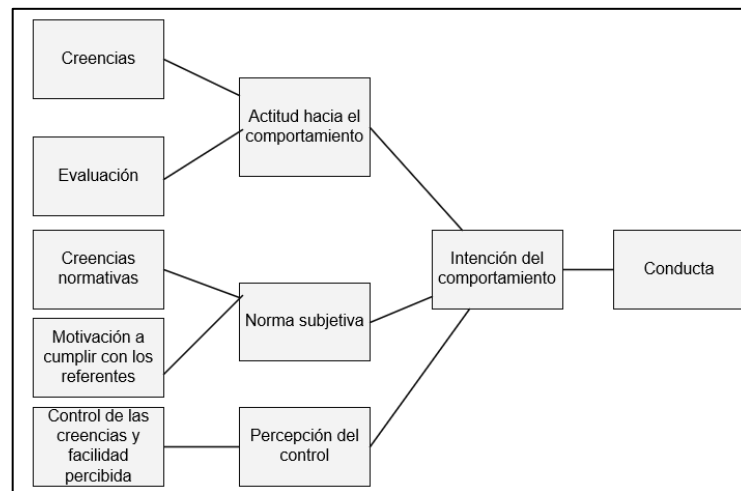 Creencias
Evaluación
Creencias
normativas
Motivación a
cumplir con los
referentes
Control de las
creencias y
facilidad
percibida
Actitud hacia el
comportamiento
Norma subjetiva
Percepción del
control
Intención del
comportamiento
Conducta